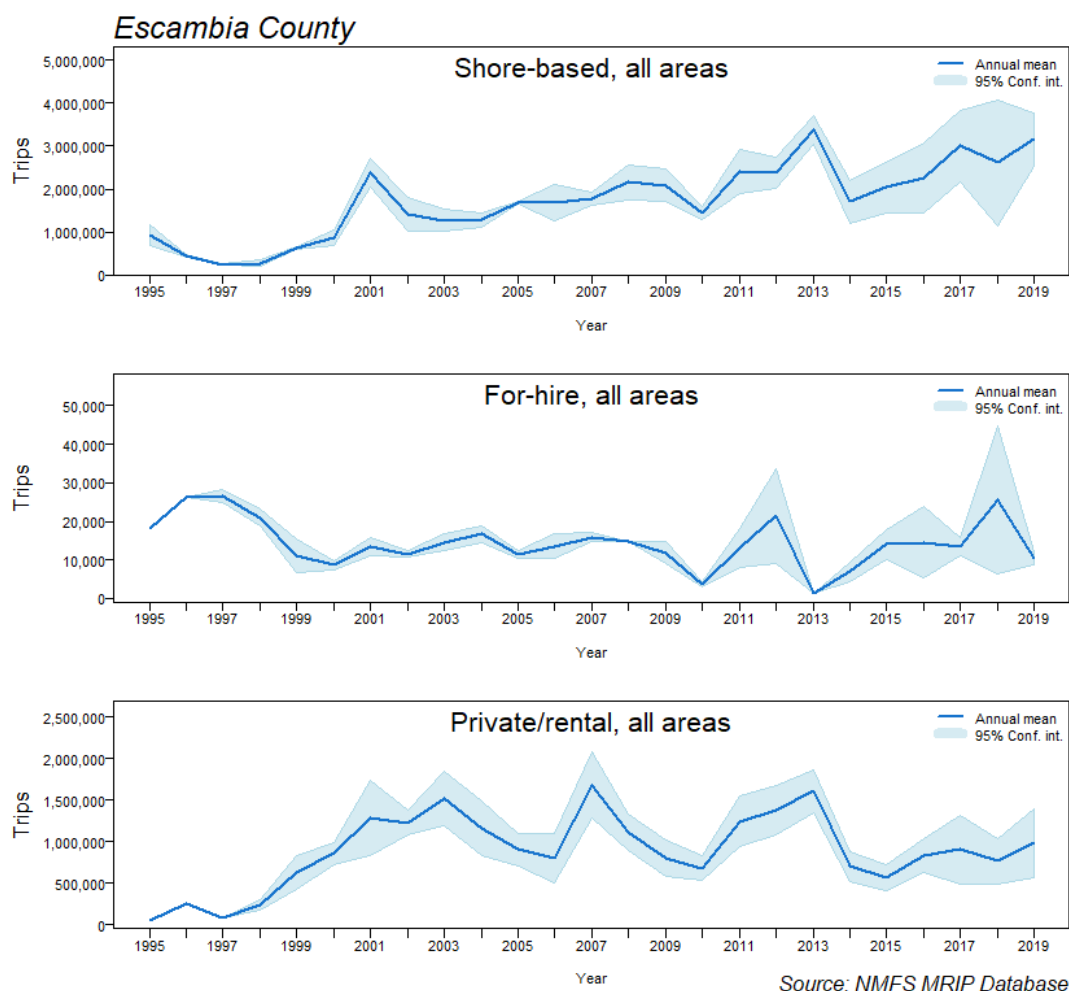 Escambia County
Shore-based, all areas
Annual mean
95% Conf. int.
Trips
5,000,000
4,000,000
3,000,000
2,000,000
1,000,000
0
1995 1997 1999 2001 2003 2005 2007 2009 2011 2013 2015 2017 2019
Year
For-hire, all areas
Annual mean
95% Conf. int.
Trips
50,000
40,000
30,000
20,000
10,000
0
1995 1997 1999 2001 2003 2005 2007 2009 2011 2013 2015 2017 2019
Year
Private/rental, all areas
Annual mean
95% Conf. int.
Trips
2,500,000
2,000,000
1,500,000
1,000,000
500,000
0
1995 1997 1999 2001 2003 2005 2007 2009 2011 2013 2015 2017 2019
Year
Source: NMFS MRIP Database